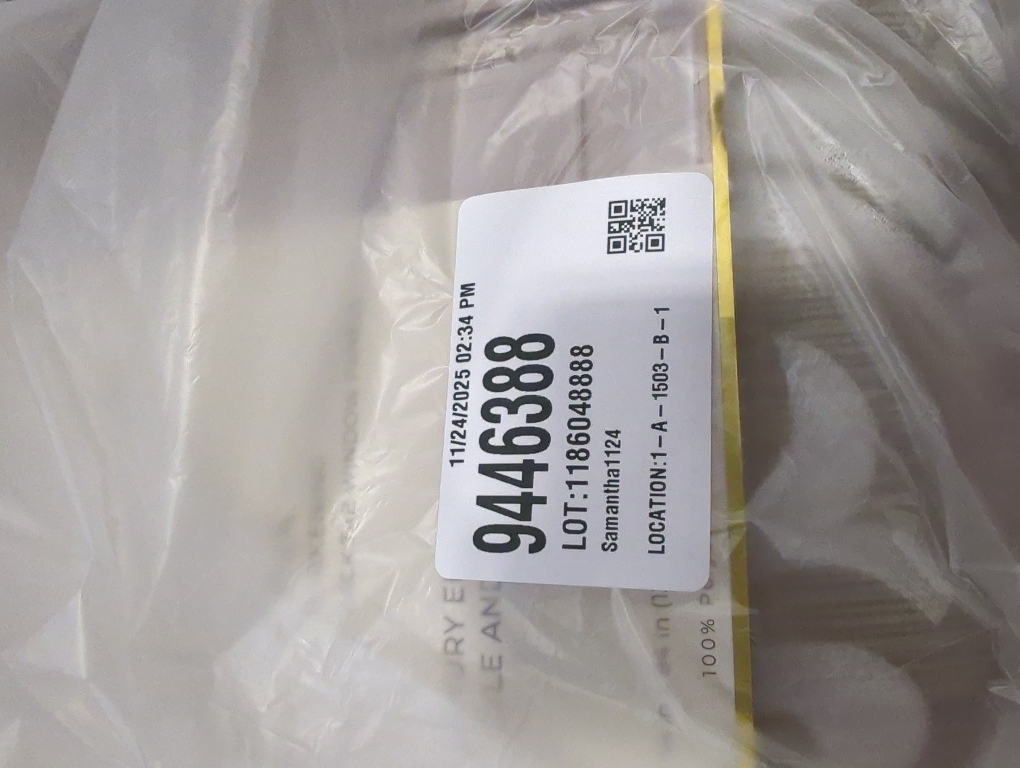 11/24/2025 02:34 PM
9446388
LOT:1186048888
Samantha1124
LOCATION:1-A-1503-B-1
100%